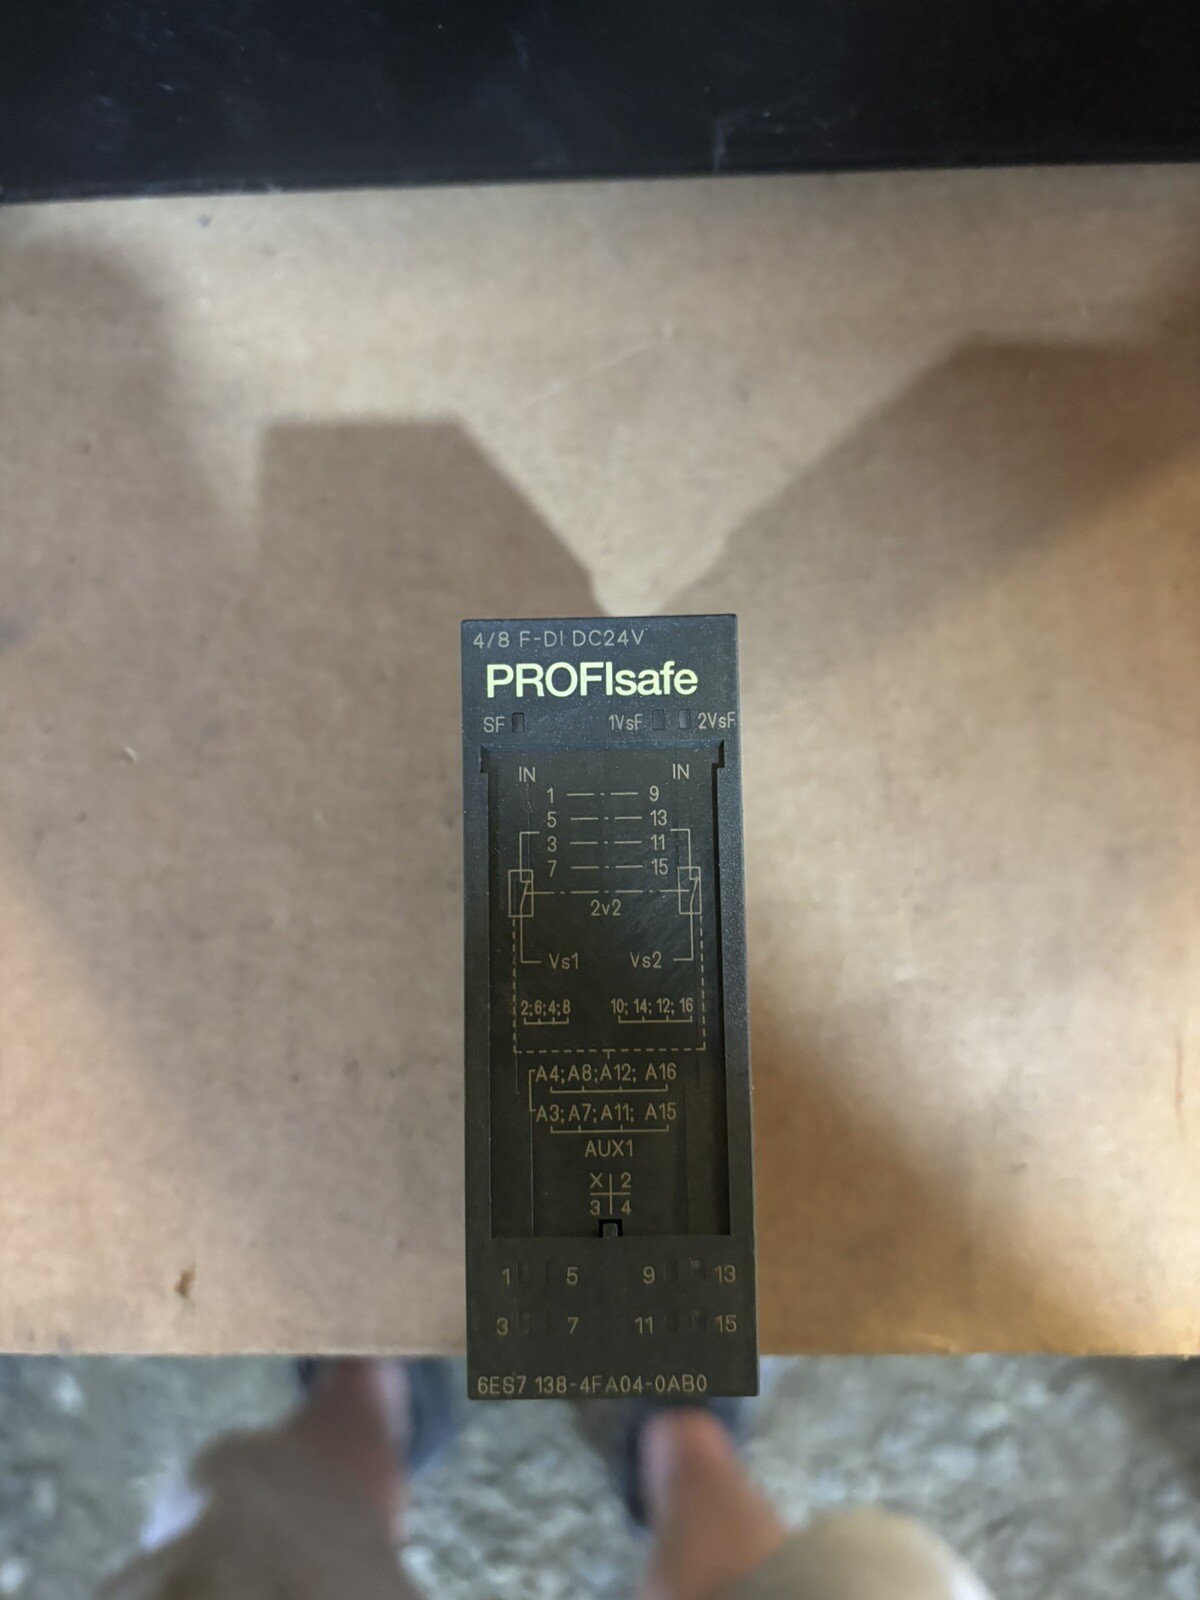 4/8 F-DI DC24V
PROFIsafe
SF 1VsF 2VsF
IN IN
1 9
5 13
3 11
7 15
2v2
Vs1 Vs2
2;6;4;8 10; 14; 12; 16
A4;A8;A12; A16
A3;A7;A11; A15
AUX1
X 2
3 4
1 5 9 13
3 7 11 15
6ES7 138-4FA04-0AB0